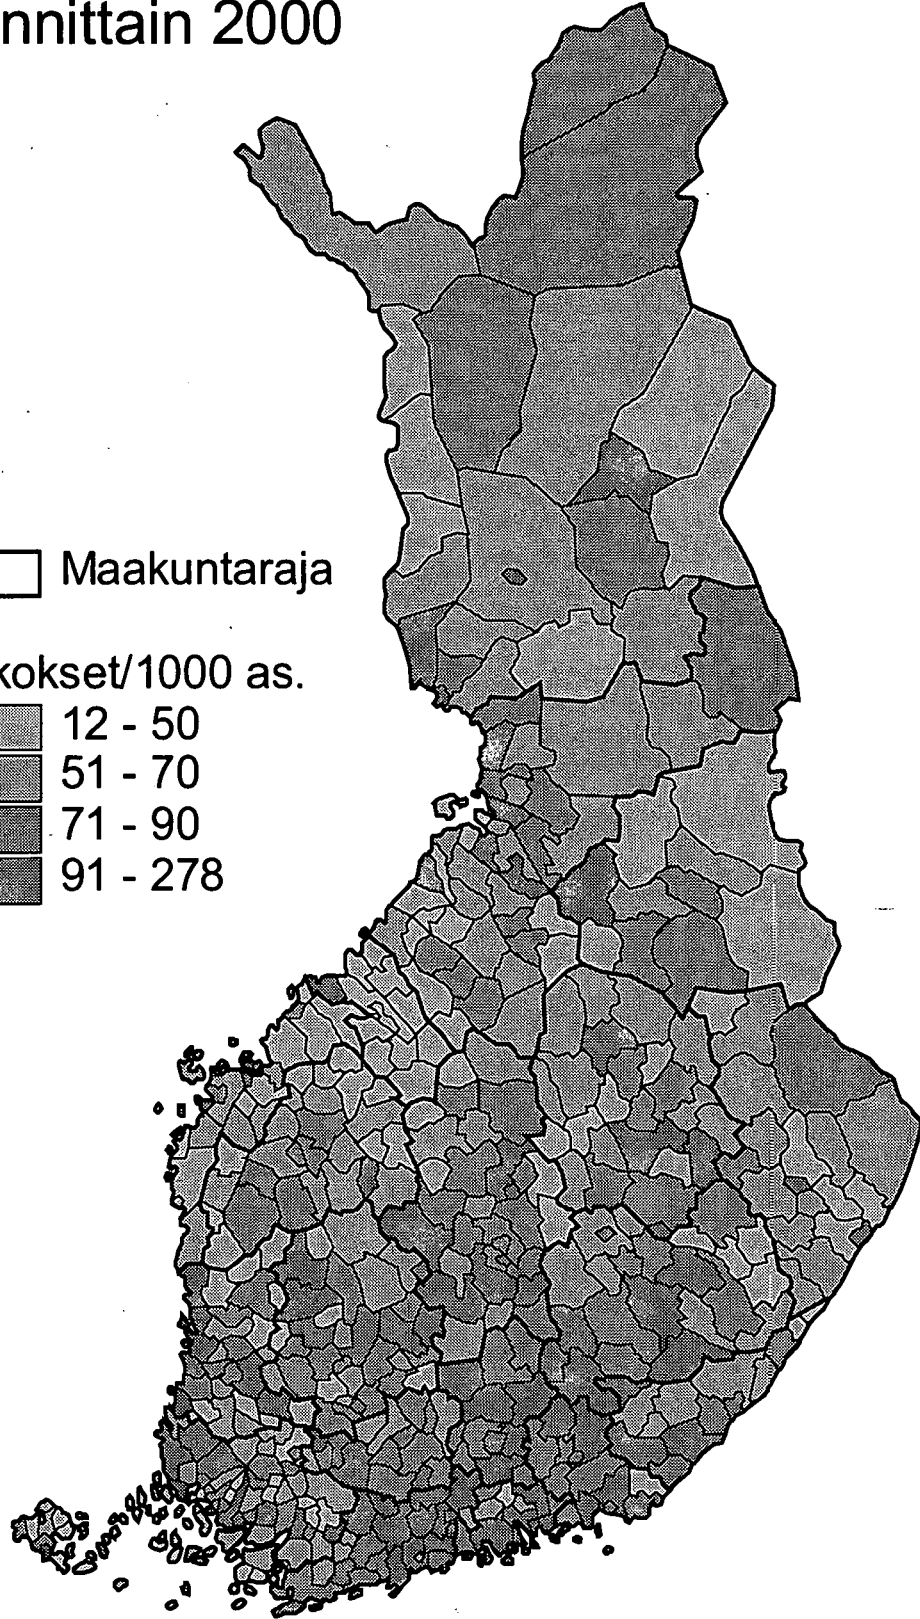 nnittain 2000
Maakuntaraja
kokset/1000 as.
12 - 50
51 - 70
71 - 90
91 - 278